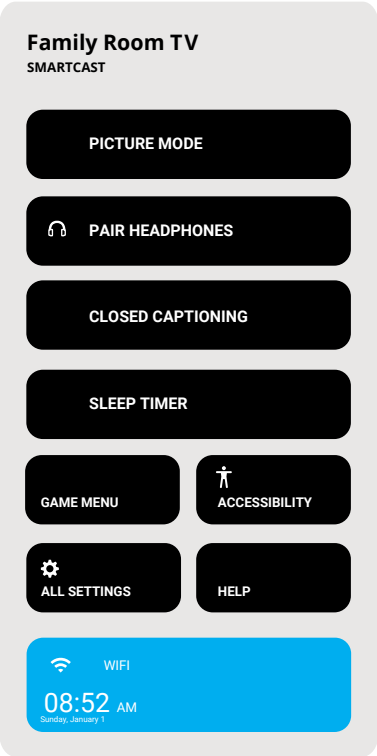 Family Room TV
SMARTCAST
PICTURE MODE
PAIR HEADPHONES
CLOSED CAPTIONING
SLEEP TIMER
GAME MENU
ACCESSIBILITY
ALL SETTINGS
HELP
WIFI
08:52 AM
Sunday, January 1